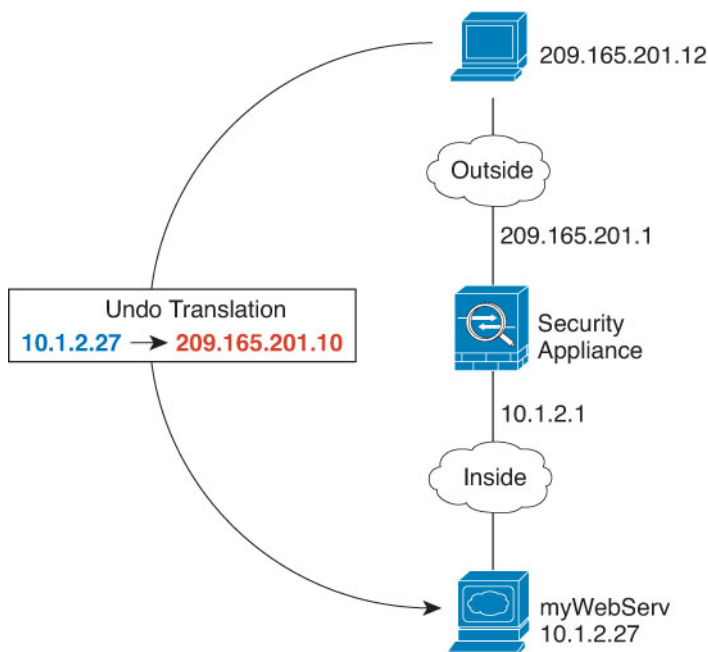 209.165.201.12
Outside
209.165.201.1
Undo Translation
10.1.2.27 → 209.165.201.10
Security
Appliance
10.1.2.1
Inside
myWebServ
10.1.2.27